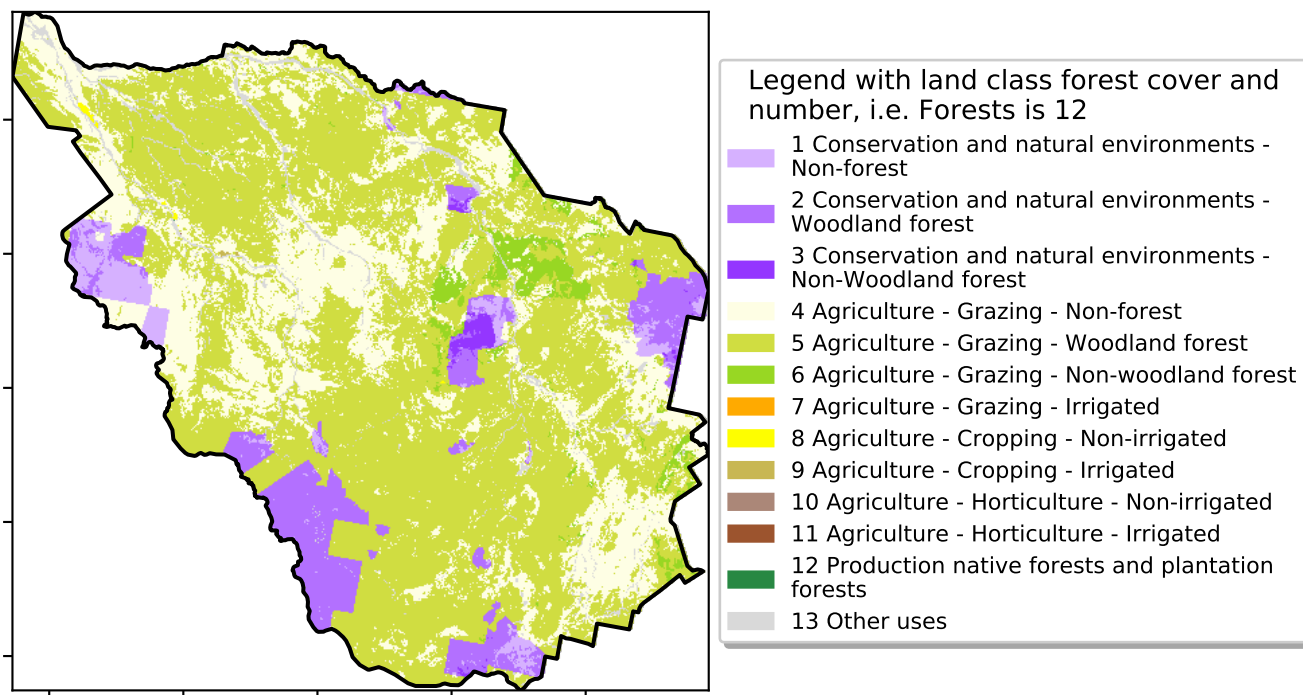 Legend with land class forest cover and
number, i.e. Forests is 12
1 Conservation and natural environments -
Non-forest
2 Conservation and natural environments -
Woodland forest
3 Conservation and natural environments -
Non-Woodland forest
4 Agriculture - Grazing - Non-forest
5 Agriculture - Grazing - Woodland forest
6 Agriculture - Grazing - Non-woodland forest
7 Agriculture - Grazing - Irrigated
8 Agriculture - Cropping - Non-irrigated
9 Agriculture - Cropping - Irrigated
10 Agriculture - Horticulture - Non-irrigated
11 Agriculture - Horticulture - Irrigated
12 Production native forests and plantation
forests
13 Other uses